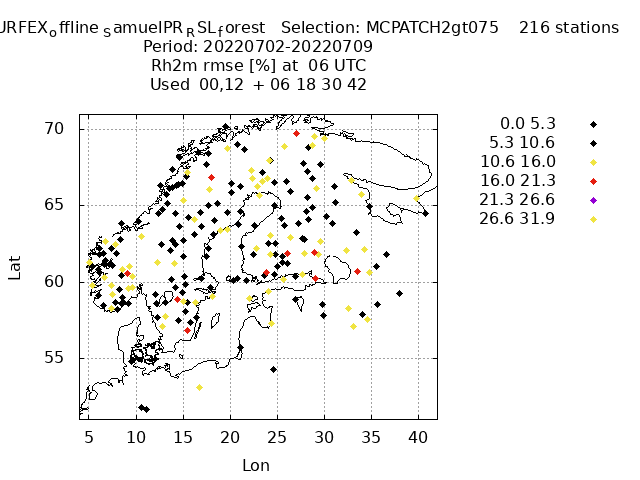 URFEXoffline SamuelPRRSLforest Selection: MCPATCH2gt075 216 stations
Period: 20220702-20220709
Rh2m rmse [%] at 06 UTC
Used 00,12 + 06 18 30 42
0.0 5.3
5.3 10.6
10.6 16.0
16.0 21.3
21.3 26.6
26.6 31.9
70
65
60
55
Lat
5 10 15 20 25 30 35 40
Lon